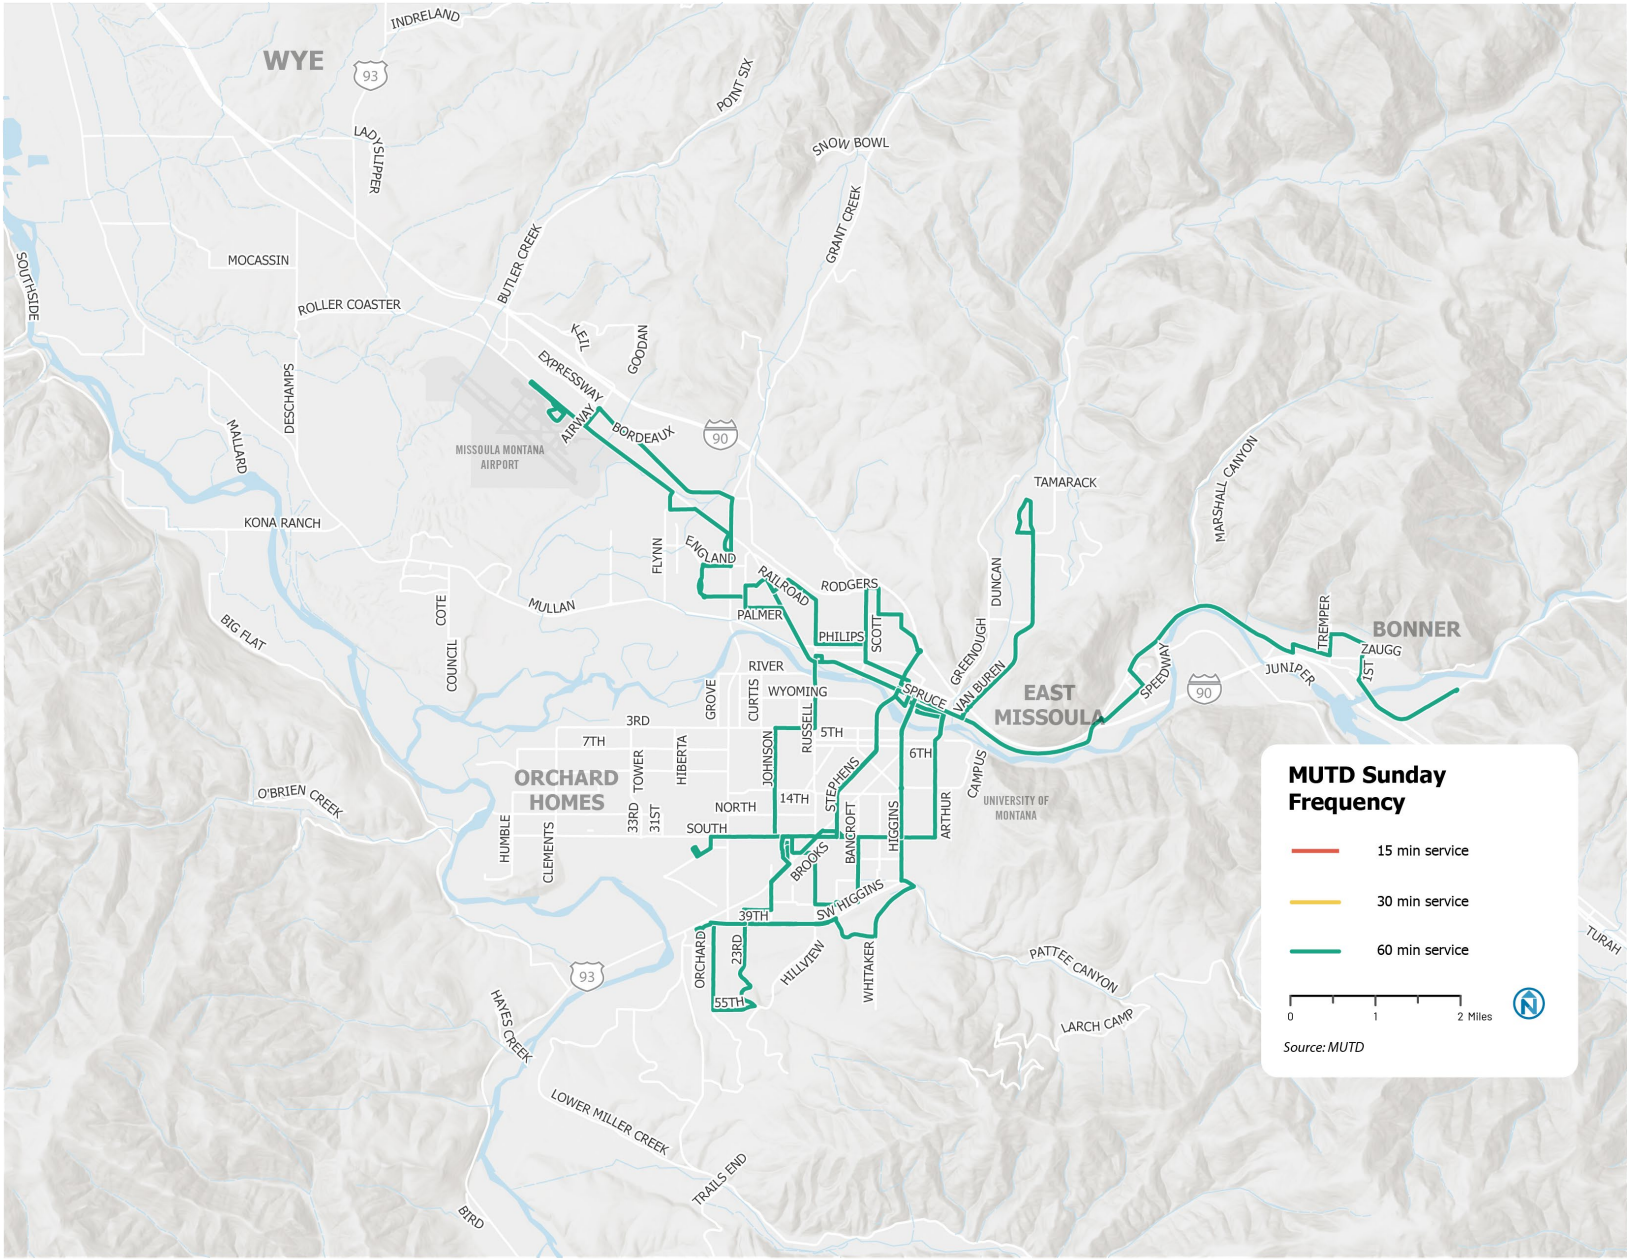 INDRELAND
WYE
93
POINT SIX
LADYSLIPPER
SNOW BOWL
GRANT CREEK
BUTLER CREEK
MOCASSIN
SOUTHSIDE
ROLLER COASTER
KEIL
GOODAN
EXPRESSWAY
DESCHAMPS
AIRWAY
BORDEAUX
90
MALLARD
MISSOULA MONTANA
AIRPORT
MARSHALL CANYON
TAMARACK
KONA RANCH
FLYNN
ENGLAND
RAILROAD
RODGERS
DUNCAN
COTE
MULLAN
PALMER
PHILIPS
SCOTT
GREENOUGH
TREMPER
BONNER
BIG FLAT
COUNCIL
RIVER
ZAUGG
1ST
JUNIPER
SPEEDWAY
90
GROVE
CURTIS
WYOMING
SPRUCE
VAN BUREN
EAST
MISSOULA
3RD
7TH
RUSSELL
5TH
6TH
TOWER
HIBERTA
JOHNSON
STEPHENS
CAMPUS
ORCHARD
HOMES
O'BRIEN CREEK
14TH
NORTH
UNIVERSITY OF
MONTANA
HUMBLE
CLEMENTS
33RD
31ST
SOUTH
BROOKS
BANCROFT
HIGGINS
ARTHUR
SW HIGGINS
39TH
ORCHARD
23RD
HILLVIEW
WHITAKER
PATTEE CANYON
TURAH
93
55TH
HAYES CREEK
LARCH CAMP
LOWER MILLER CREEK
TRAILS END
BIRD
MUTD Sunday
Frequency
15 min service
30 min service
60 min service
0 1 2 Miles
N
Source: MUTD